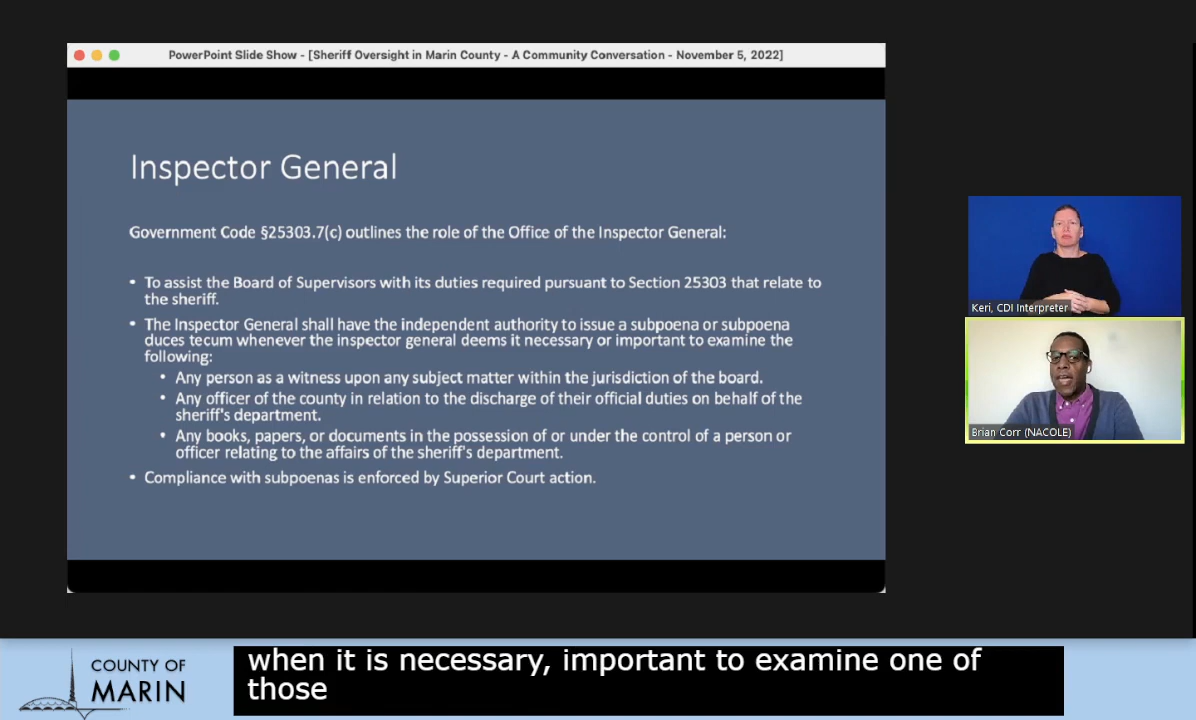 PowerPoint Slide Show - [Sheriff Oversight in Marin County - A Community Conversation - November 5, 2022]
Inspector General
Government Code §25303.7(c) outlines the role of the Office of the Inspector General:
• To assist the Board of Supervisors with its duties required pursuant to Section 25303 that relate to
the sheriff.
• The Inspector General shall have the independent authority to issue a subpoena or subpoena
duces tecum whenever the inspector general deems it necessary or important to examine the
following:
• Any person as a witness upon any subject matter within the jurisdiction of the board.
• Any officer of the county in relation to the discharge of their official duties on behalf of the
sheriff's department.
• Any books, papers, or documents in the possession of or under the control of a person or
officer relating to the affairs of the sheriff's department.
• Compliance with subpoenas is enforced by Superior Court action.
Keri, CDI Interpreter
Brian Corr (NACOLE)
COUNTY OF
MARIN
when it is necessary, important to examine one of
those